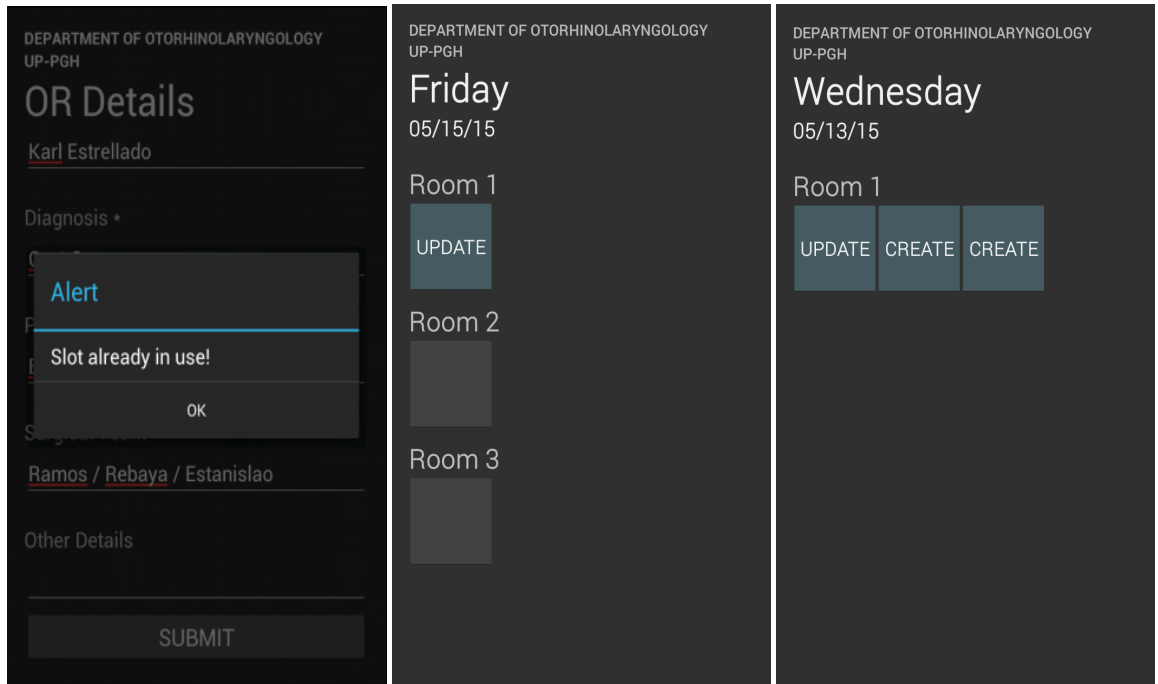 DEPARTMENT OF OTORHINOLARYNGOLOGY
UP-PGH
OR Details
Karl Estrellado
Diagnosis *
Alert
Slot already in use!
OK
Ramos / Rebaya / Estanislao
Other Details
SUBMIT
DEPARTMENT OF OTORHINOLARYNGOLOGY
UP-PGH
Friday
05/15/15
Room 1
UPDATE
Room 2
Room 3
DEPARTMENT OF OTORHINOLARYNGOLOGY
UP-PGH
Wednesday
05/13/15
Room 1
UPDATE CREATE CREATE